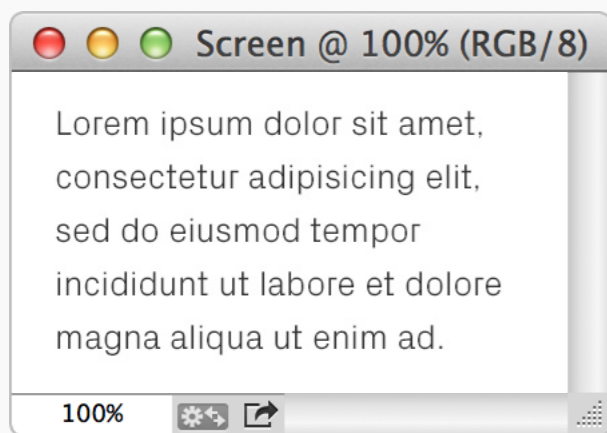 Screen @ 100% (RGB/8)
Lorem ipsum dolor sit amet,
consectetur adipisicing elit,
sed do eiusmod tempor
incididunt ut labore et dolore
magna aliqua ut enim ad.
100%